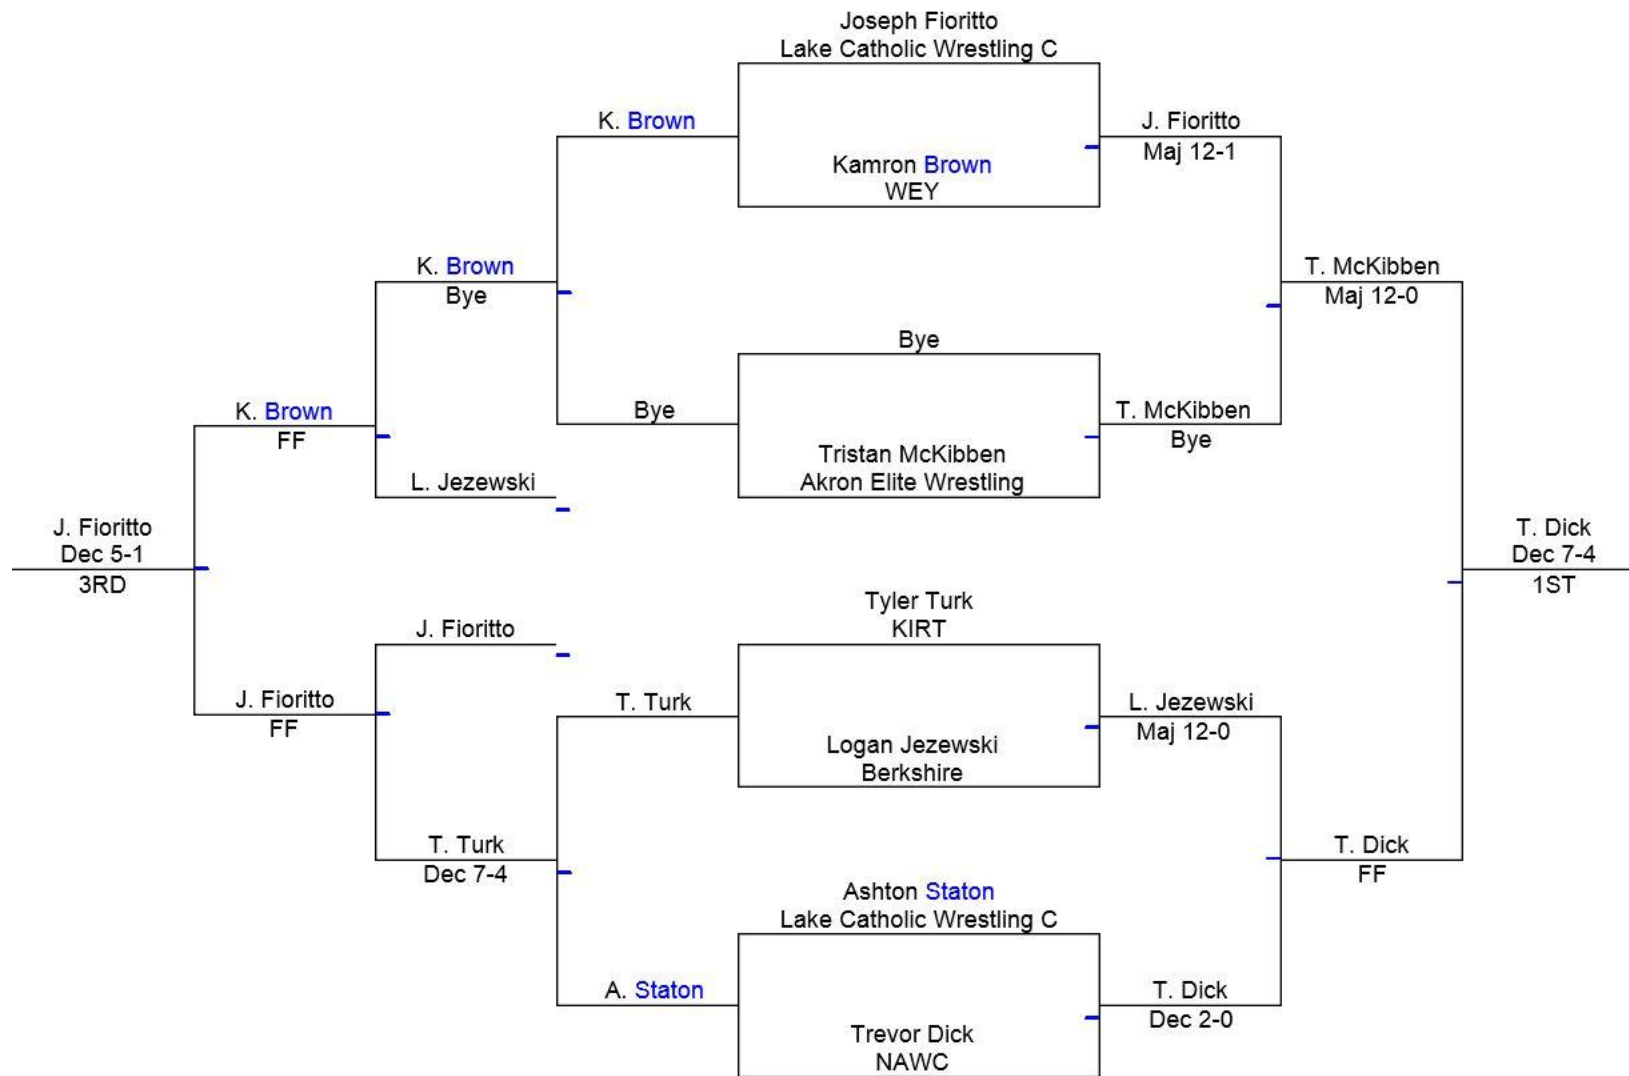 Joseph Fioritto
Lake Catholic Wrestling C
K. Brown
J. Fioritto
Maj 12-1
Kamron Brown
WEY
K. Brown
Bye
T. McKibben
Maj 12-0
Bye
K. Brown
FF
Bye
T. McKibben
Bye
Tristan McKibben
Akron Elite Wrestling
L. Jezewski
J. Fioritto
Dec 5-1
3RD
T. Dick
Dec 7-4
1ST
Tyler Turk
KIRT
J. Fioritto
J. Fioritto
FF
T. Turk
L. Jezewski
Maj 12-0
Logan Jezewski
Berkshire
T. Turk
Dec 7-4
T. Dick
FF
Ashton Staton
Lake Catholic Wrestling C
A. Staton
T. Dick
Dec 2-0
Trevor Dick
NAWC